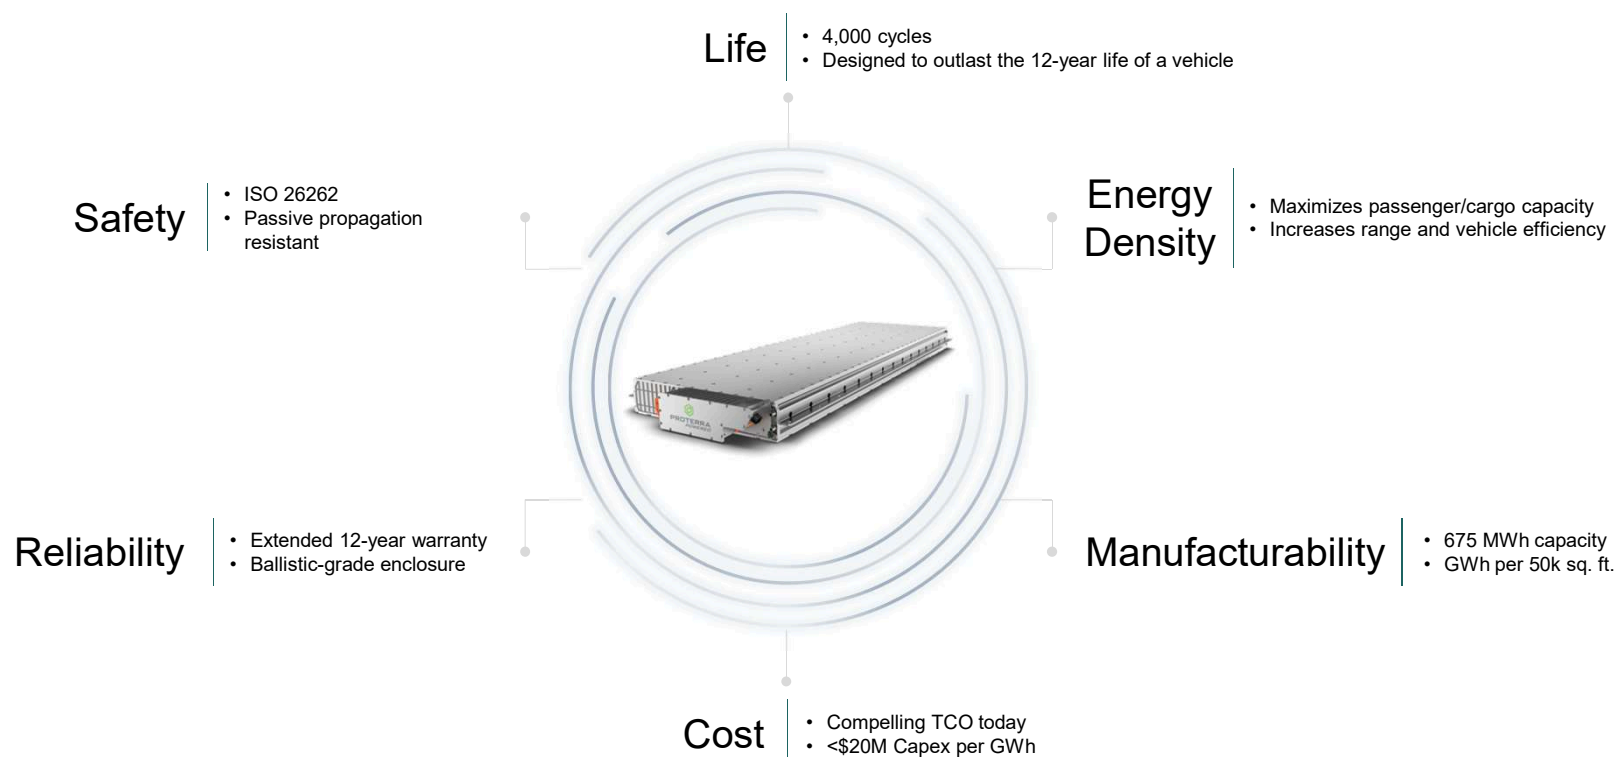 Life
• 4,000 cycles
• Designed to outlast the 12-year life of a vehicle
Safety
• ISO 26262
• Passive propagation
resistant
Energy
Density
• Maximizes passenger/cargo capacity
• Increases range and vehicle efficiency
PROTERRA
POWERED
Reliability
• Extended 12-year warranty
• Ballistic-grade enclosure
Manufacturability
• 675 MWh capacity
• GWh per 50k sq. ft.
Cost
• Compelling TCO today
• <$20M Capex per GWh